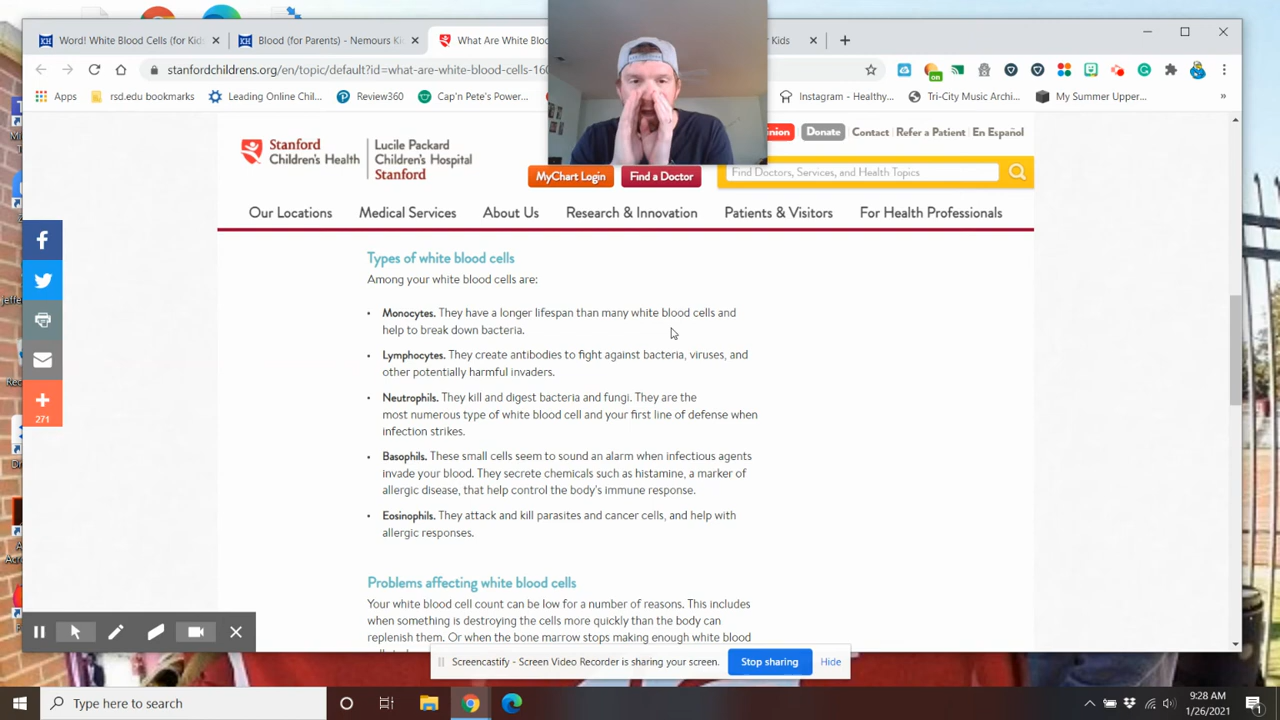 Word! White Blood Cells (for Kids
Blood (for Parents) - Nemours Ki
What Are White Bloo
Kids
stanfordchildrens.org/en/topic/default?id=what-are-white-blood-cells-160
on
Apps
rsd.edu bookmarks
Leading Online Chil...
Review360
Cap'n Pete's Power...
Instagram - Healthy...
Tri-City Music Archiv...
My Summer Upper...
»
Stanford
Children's Health
Lucile Packard
Children's Hospital
Stanford
inion
Donate
Contact
Refer a Patient
En Español
MyChart Login
Find a Doctor
Find Doctors, Services, and Health Topics
Our Locations
Medical Services
About Us
Research & Innovation
Patients & Visitors
For Health Professionals
271
Types of white blood cells
Among your white blood cells are:
• Monocytes. They have a longer lifespan than many white blood cells and
help to break down bacteria.
• Lymphocytes. They create antibodies to fight against bacteria, viruses, and
other potentially harmful invaders.
• Neutrophils. They kill and digest bacteria and fungi. They are the
most numerous type of white blood cell and your first line of defense when
infection strikes.
• Basophils. These small cells seem to sound an alarm when infectious agents
invade your blood. They secrete chemicals such as histamine, a marker of
allergic disease, that help control the body's immune response.
• Eosinophils. They attack and kill parasites and cancer cells, and help with
allergic responses.
Problems affecting white blood cells
Your white blood cell count can be low for a number of reasons. This includes
when something is destroying the cells more quickly than the body can
replenish them. Or when the bone marrow stops making enough white blood
Screencastify - Screen Video Recorder is sharing your screen.
Stop sharing
Hide
Type here to search
9:28 AM
1/26/2021